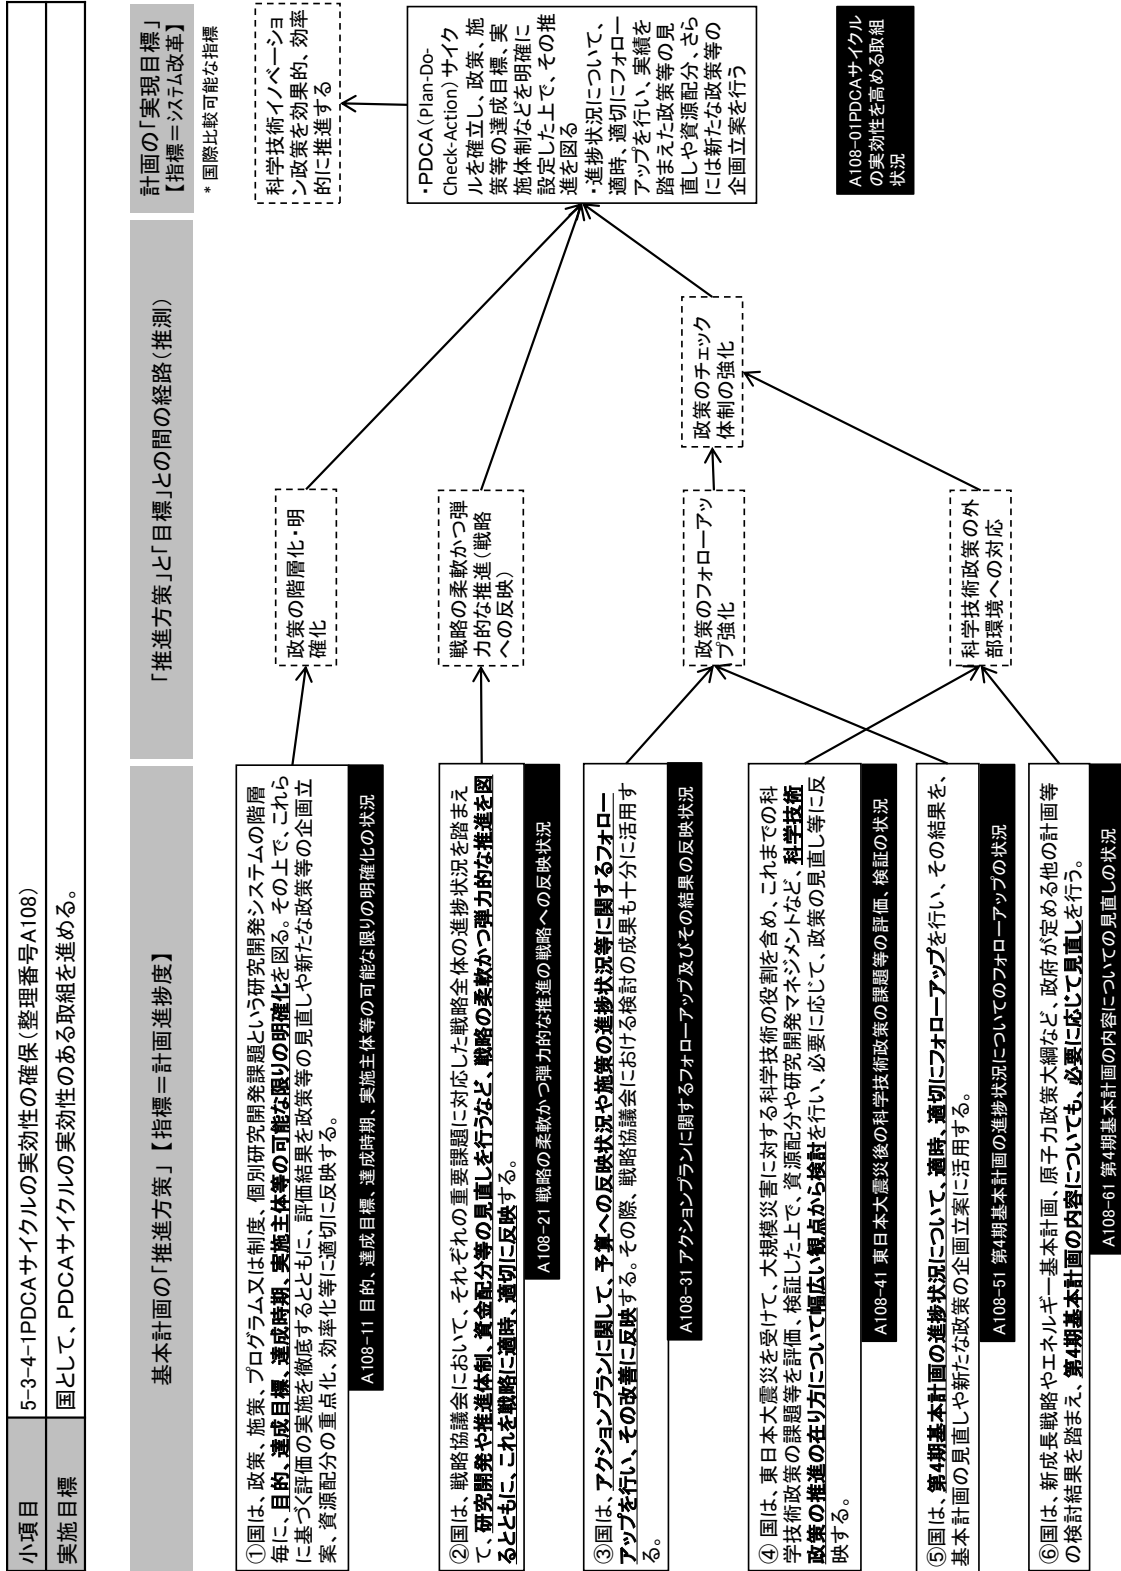 小項目
5-3-4-1PDCAサイクルの実効性の確保(整理番号A108)
実施目標
国として、PDCAサイクルの実効性のある取組を進める。
基本計画の「推進方策」【指標=計画進捗度】
「推進方策」と「目標」との間の経路(推測)
計画の「実現目標」
【指標=システム改革】
* 国際比較可能な指標
①国は、政策、施策、プログラム又は制度、個別研究開発課題という研究開発システムの階層
毎に、目的、達成目標、達成時期、実施主体等の可能な限りの明確化を図る。その上で、これら
に基づく評価の実施を徹底するとともに、評価結果を政策等の見直しや新たな政策等の企画立
案、資源配分の重点化、効率化等に適切に反映する。
A108-11 目的、達成目標、達成時期、実施主体等の可能な限りの明確化の状況
②国は、戦略協議会において、それぞれの重要課題に対応した戦略全体の進捗状況を踏まえ
て、研究開発や推進体制、資金配分等の見直しを行うなど、戦略の柔軟かつ弾力的な推進を図
るとともに、これを戦略に適時、適切に反映する。
A108-21 戦略の柔軟かつ弾力的な推進の戦略への反映状況
③国は、アクションプランに関して、予算への反映状況や施策の進捗状況等に関するフォロー
アップを行い、その改善に反映する。その際、戦略協議会における検討の成果も十分に活用す
る。
A108-31 アクションプランに関するフォローアップ及びその結果の反映状況
④ 国は、東日本大震災を受けて、大規模災害に対する科学技術の役割を含め、これまでの科
学技術政策の課題等を評価、検証した上で、資源配分や研究開発マネジメントなど、科学技術
政策の推進の在り方について幅広い観点から検討を行い、必要に応じて、政策の見直し等に反
映する。
A108-41 東日本大震災後の科学技術政策の課題等の評価、検証の状況
⑤国は、第4期基本計画の進捗状況について、適時、適切にフォローアップを行い、その結果を、
基本計画の見直しや新たな政策の企画立案に活用する。
A108-51 第4期基本計画の進捗状況についてのフォローアップの状況
⑥国は、新成長戦略やエネルギー基本計画、原子力政策大綱など、政府が定める他の計画等
の検討結果を踏まえ、第4期基本計画の内容についても、必要に応じて見直しを行う。
A108-61 第4期基本計画の内容についての見直しの状況
政策の階層化・明
確化
戦略の柔軟かつ弾
力的な推進(戦略
への反映)
政策のフォローアッ
プ強化
科学技術政策の外
部環境への対応
政策のチェック
体制の強化
科学技術イノベーショ
ン政策を効果的、効率
的に推進する
・PDCA(Plan-Do-
Check-Action)サイク
ルを確立し、政策、施
策等の達成目標、実
施体制などを明確に
設定した上で、その推
進を図る
・進捗状況について、
適時、適切にフォロー
アップを行い、実績を
踏まえた政策等の見
直しや資源配分、さら
には新たな政策等の
企画立案を行う
A108-01PDCAサイクル
の実効性を高める取組
状況